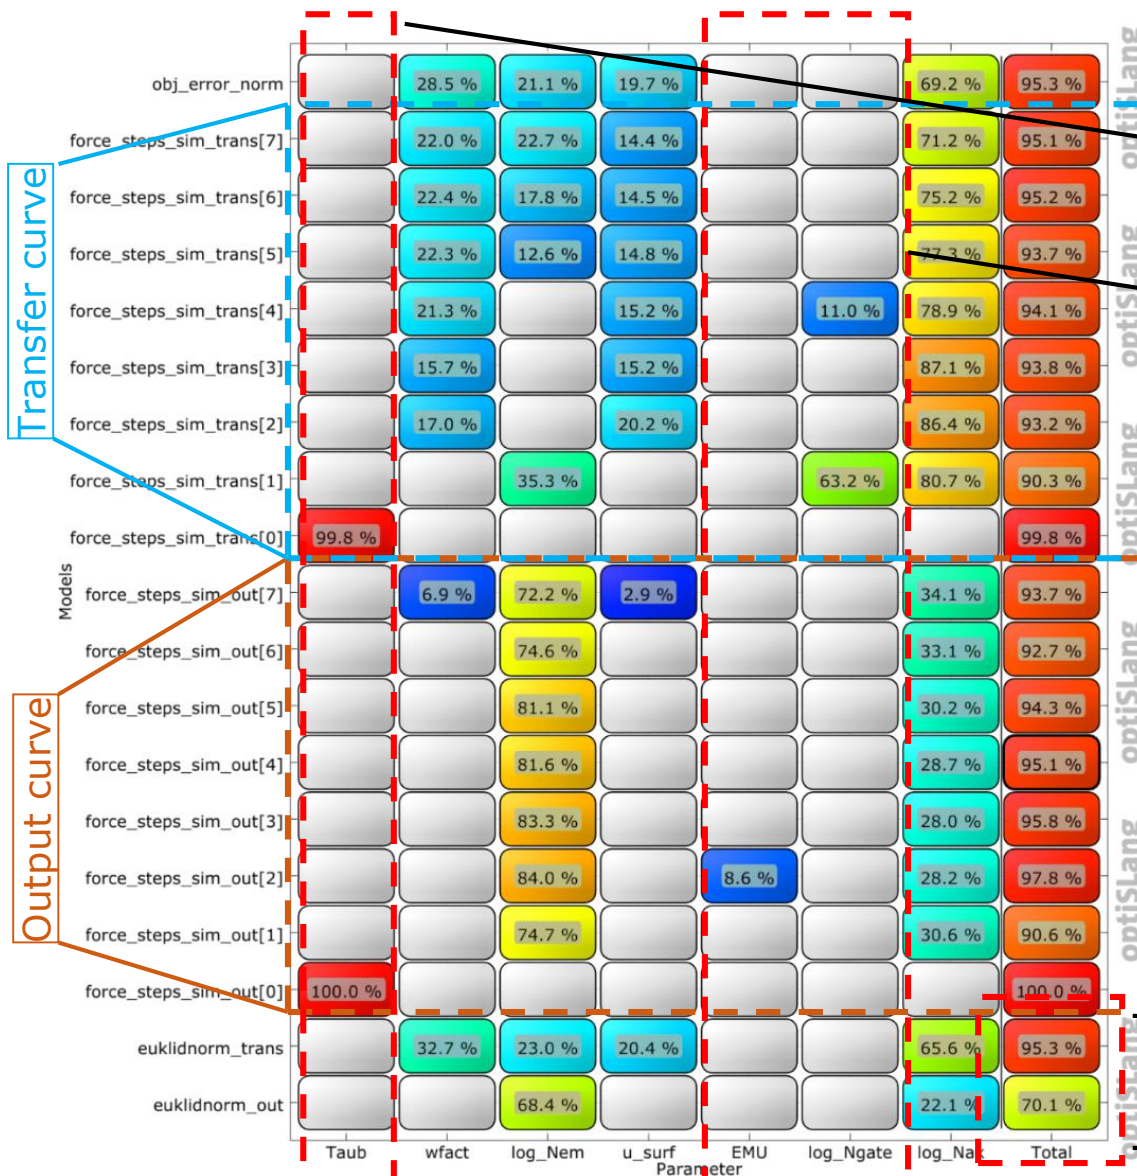 obj_error_norm 28.5 % 21.1 % 19.7 % 69.2 % 95.3 %
force_steps_sim_trans[7] 22.0 % 22.7 % 14.4 % 71.2 % 95.1 %
force_steps_sim_trans[6] 22.4 % 17.8 % 14.5 % 75.2 % 95.2 %
force_steps_sim_trans[5] 22.3 % 12.6 % 14.8 % 77.3 % 93.7 %
force_steps_sim_trans[4] 21.3 % 15.2 % 11.0 % 78.9 % 94.1 %
force_steps_sim_trans[3] 15.7 % 15.2 % 87.1 % 93.8 %
force_steps_sim_trans[2] 17.0 % 20.2 % 86.4 % 93.2 %
force_steps_sim_trans[1] 35.3 % 63.2 % 80.7 % 90.3 %
force_steps_sim_trans[0] 99.8 % 99.8 %
force_steps_sim_out[7] 6.9 % 72.2 % 2.9 % 34.1 % 93.7 %
force_steps_sim_out[6] 74.6 % 33.1 % 92.7 %
force_steps_sim_out[5] 81.1 % 30.2 % 94.3 %
force_steps_sim_out[4] 81.6 % 28.7 % 95.1 %
force_steps_sim_out[3] 83.3 % 28.0 % 95.8 %
force_steps_sim_out[2] 84.0 % 8.6 % 28.2 % 97.8 %
force_steps_sim_out[1] 74.7 % 30.6 % 90.6 %
force_steps_sim_out[0] 100.0 % 100.0 %
euklidnorm_trans 32.7 % 23.0 % 20.4 % 65.6 % 95.3 %
euklidnorm_out 68.4 % 22.1 % 70.1 %
Taub wfact log_Nem u_surf EMU log_Ngate log_Nak Total
Parameter
Models
Transfer curve
Output curve
optiSLang
optiSLang
optiSLang
optiSLang
optiSLang
optiSLang